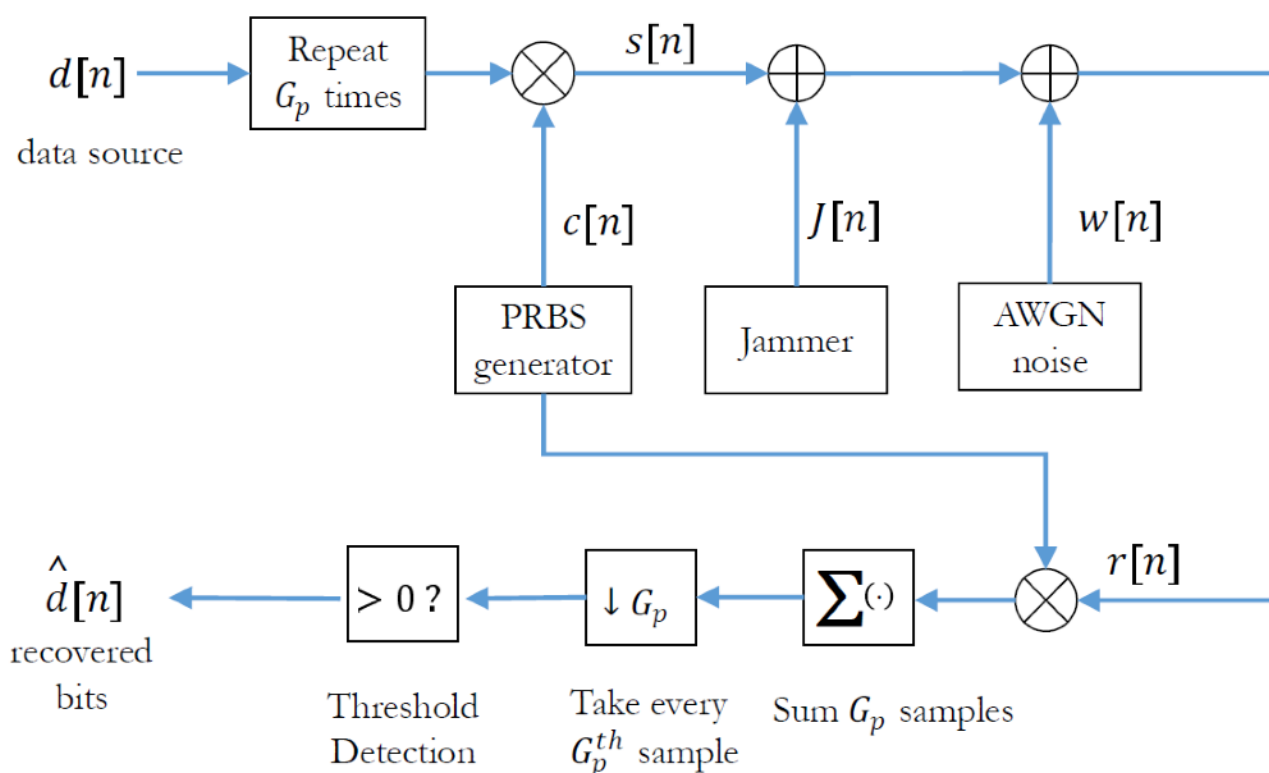 d[n]
data source
Repeat
G_p times
s[n]
c[n]
J[n]
w[n]
PRBS
generator
Jammer
AWGN
noise
r[n]
∑(·)
Sum G_p samples
↓ G_p
Take every
G_p^th sample
> 0 ?
Threshold
Detection
d̂[n]
recovered
bits